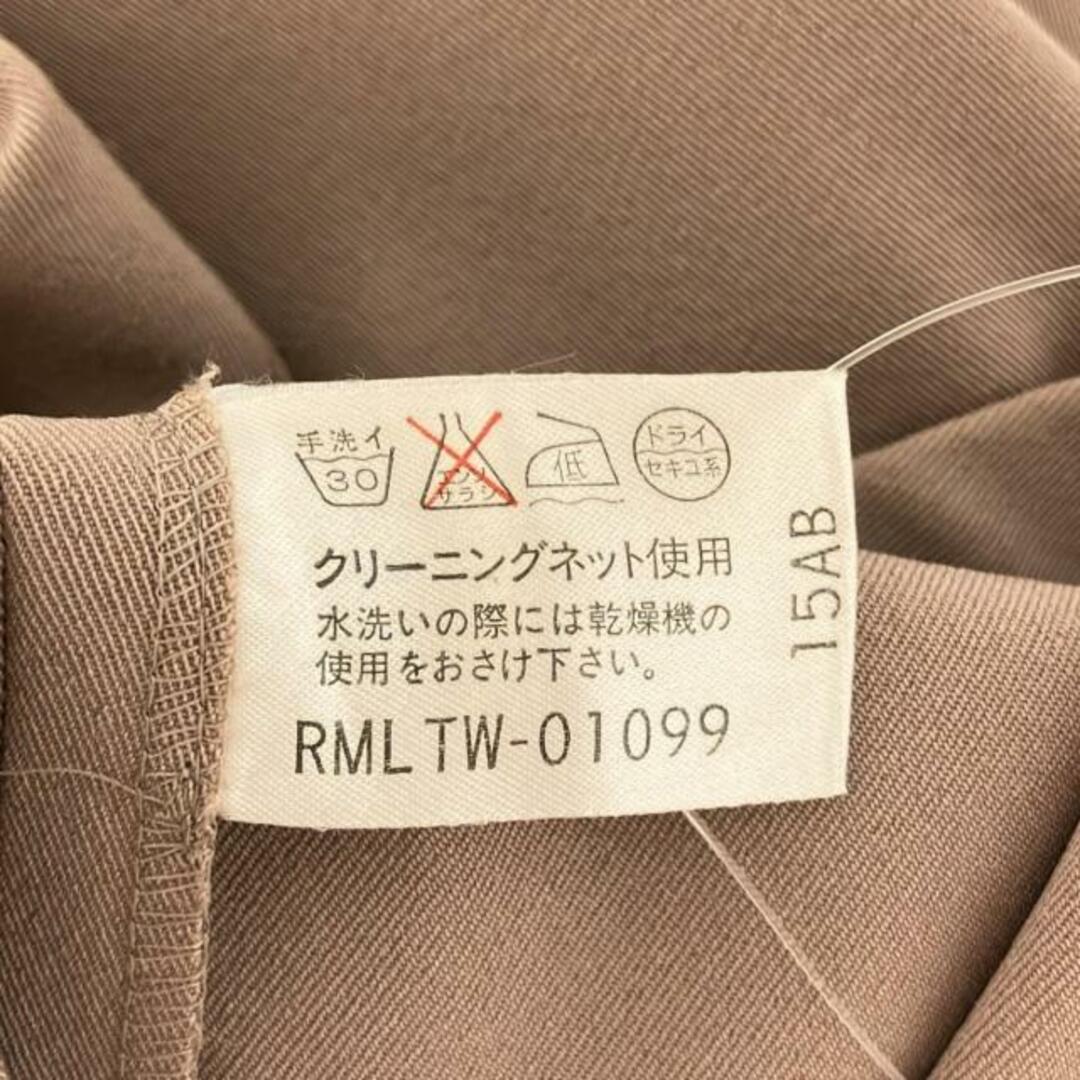 手洗イ
30
エンソ
サラシ
低
ドライ
セキユ系
クリーニングネット使用
水洗いの際には乾燥機の
使用をおさけ下さい。
RMLTW-01099
15AB